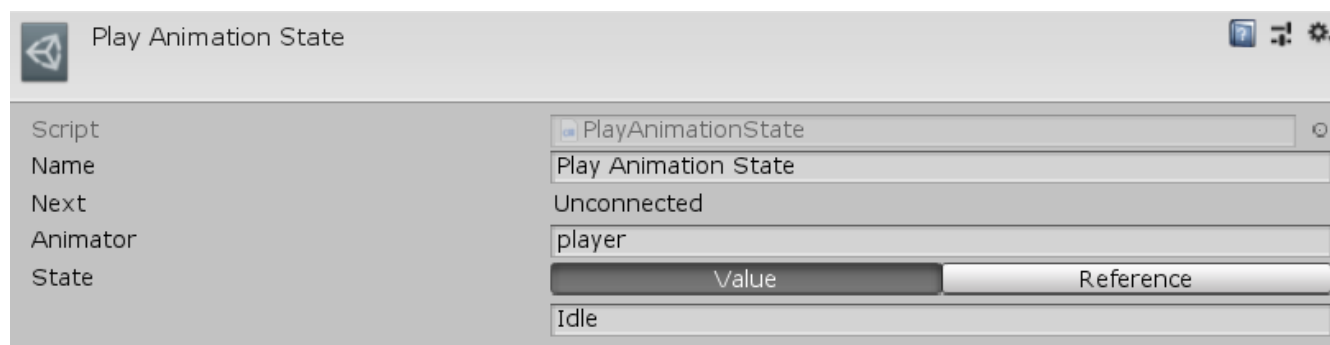 Play Animation State
Script PlayAnimationState
Name Play Animation State
Next Unconnected
Animator player
State Value Reference
Idle